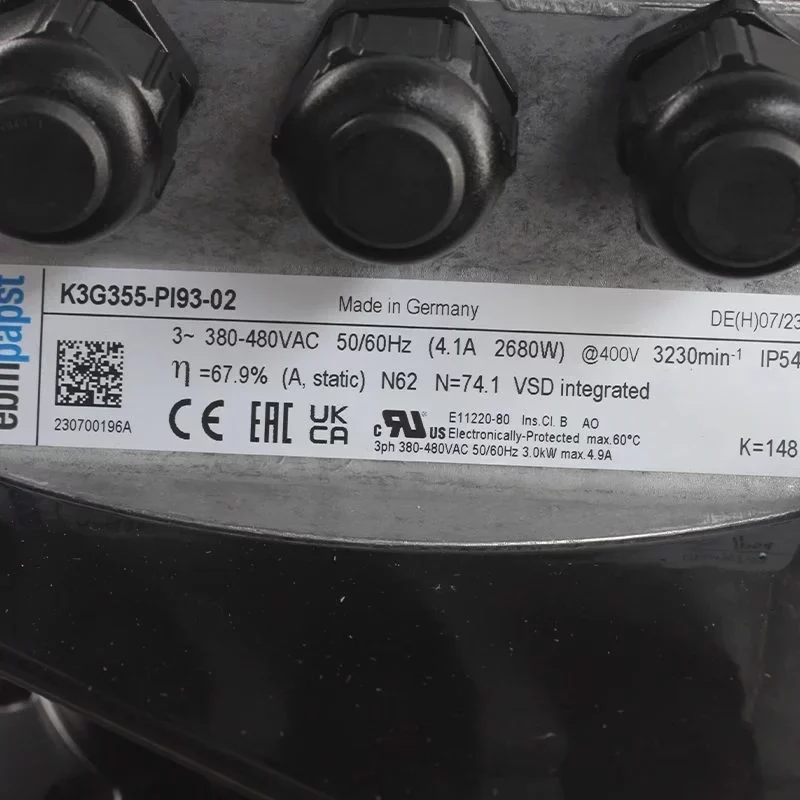 ebmpapst
K3G355-PI93-02
Made in Germany
DE(H)07/23
3~ 380-480VAC 50/60Hz (4.1A 2680W) @400V 3230min-1 IP54
η =67.9% (A, static) N62 N=74.1 VSD integrated
230700196A
CE EAC UK CA c RU US
E11220-80 Ins.Cl. B AO
Electronically-Protected max.60°C
3ph 380-480VAC 50/60Hz 3.0kW max.4.9A
K=148